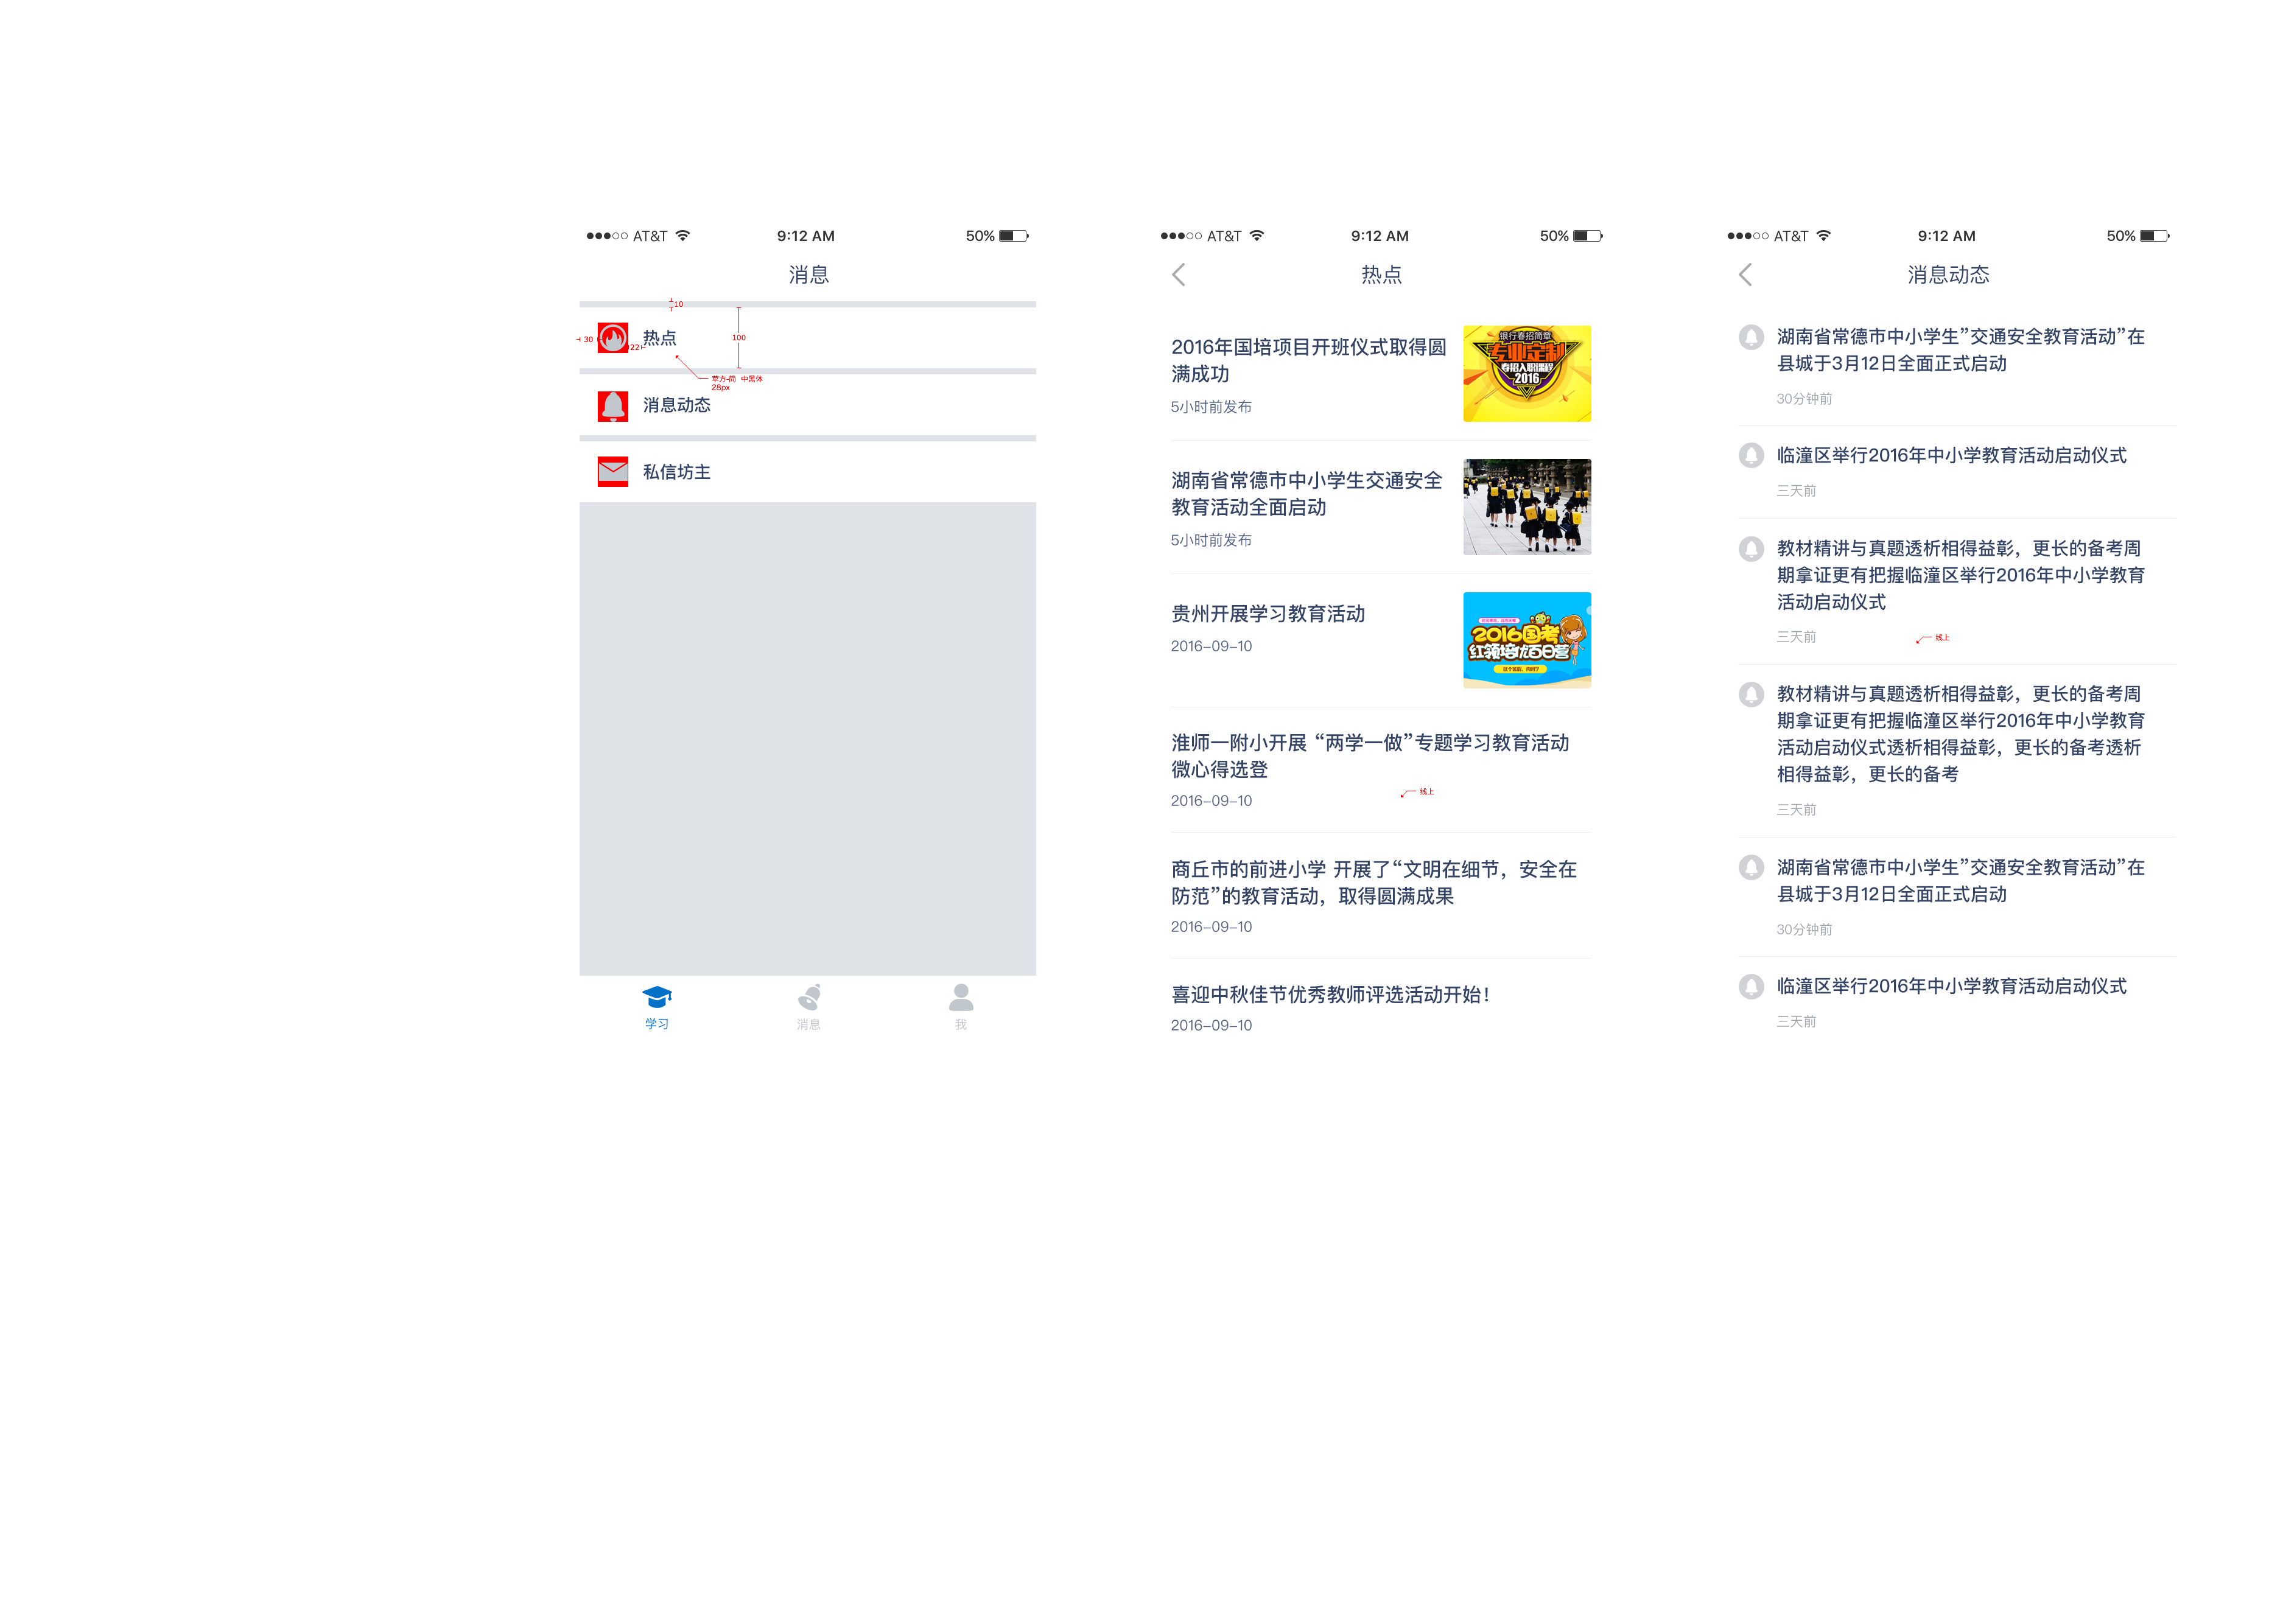 AT&T 9:12 AM 50%
消息
10
30
22
热点
100
草方-简 中黑体
28px
消息动态
私信坊主
学习
消息
我
AT&T 9:12 AM 50%
热点
2016年国培项目开班仪式取得圆
满成功
5小时前发布
银行春招简章
专业定制
春招入职课程
2016
湖南省常德市中小学生交通安全
教育活动全面启动
5小时前发布
贵州开展学习教育活动
2016-09-10
2016国考
红领培优百日营
淮师一附小开展 “两学一做”专题学习教育活动
微心得选登
2016-09-10
线上
商丘市的前进小学 开展了“文明在细节，安全在
防范”的教育活动，取得圆满成果
2016-09-10
喜迎中秋佳节优秀教师评选活动开始！
2016-09-10
AT&T 9:12 AM 50%
消息动态
湖南省常德市中小学生”交通安全教育活动”在
县城于3月12日全面正式启动
30分钟前
临潼区举行2016年中小学教育活动启动仪式
三天前
教材精讲与真题透析相得益彰，更长的备考周
期拿证更有把握临潼区举行2016年中小学教育
活动启动仪式
三天前
线上
教材精讲与真题透析相得益彰，更长的备考周
期拿证更有把握临潼区举行2016年中小学教育
活动启动仪式透析相得益彰，更长的备考透析
相得益彰，更长的备考
三天前
湖南省常德市中小学生”交通安全教育活动”在
县城于3月12日全面正式启动
30分钟前
临潼区举行2016年中小学教育活动启动仪式
三天前